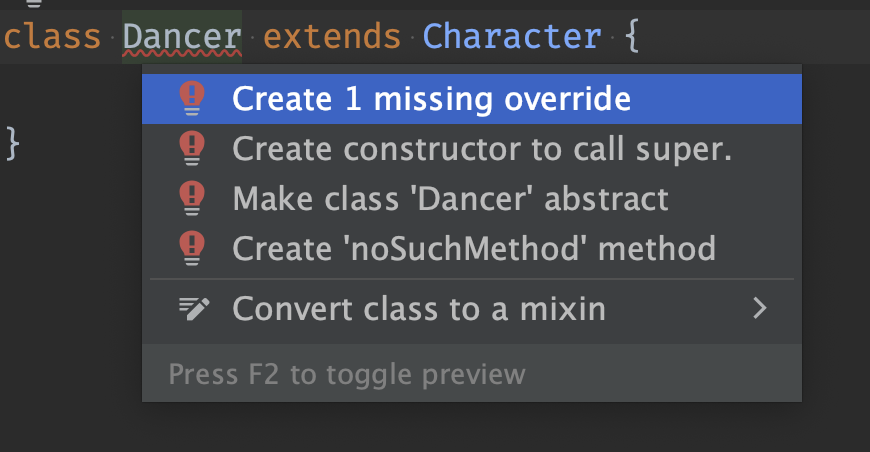 class Dancer extends Character {
Create 1 missing override
Create constructor to call super.
Make class 'Dancer' abstract
Create 'noSuchMethod' method
Convert class to a mixin
Press F2 to toggle preview
}